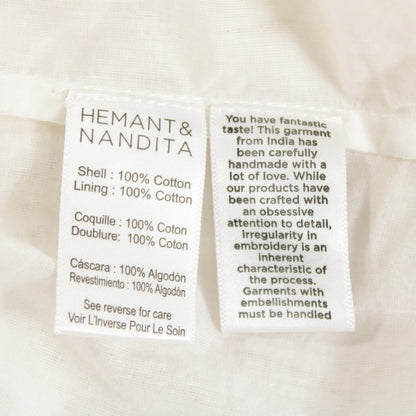 HEMANT &
NANDITA
Shell : 100% Cotton
Lining : 100% Cotton
Coquille : 100% Coton
Doublure: 100% Coton
Cáscara : 100% Algodón
Revestimiento : 100% Algodón
See reverse for care
Voir L'Inverse Pour Le Soin
You have fantastic
taste! This garment
from India has
been carefully
handmade with a
lot of love. While
our products have
been crafted with
an obsessive
attention to detail,
irregularity in
embroidery is an
inherent
characteristic of
the process.
Garments with
embellishments
must be handled